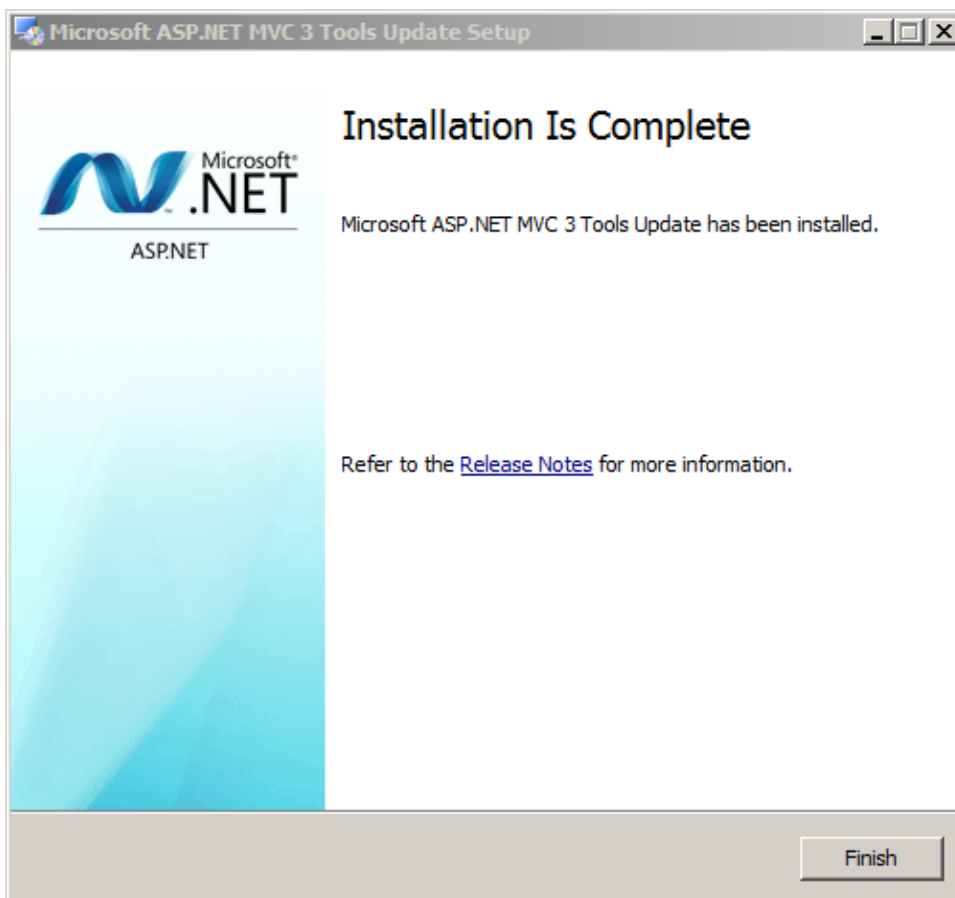 Microsoft ASP.NET MVC 3 Tools Update Setup
Installation Is Complete
Microsoft®
.NET
ASP.NET
Microsoft ASP.NET MVC 3 Tools Update has been installed.
Refer to the Release Notes for more information.
Finish